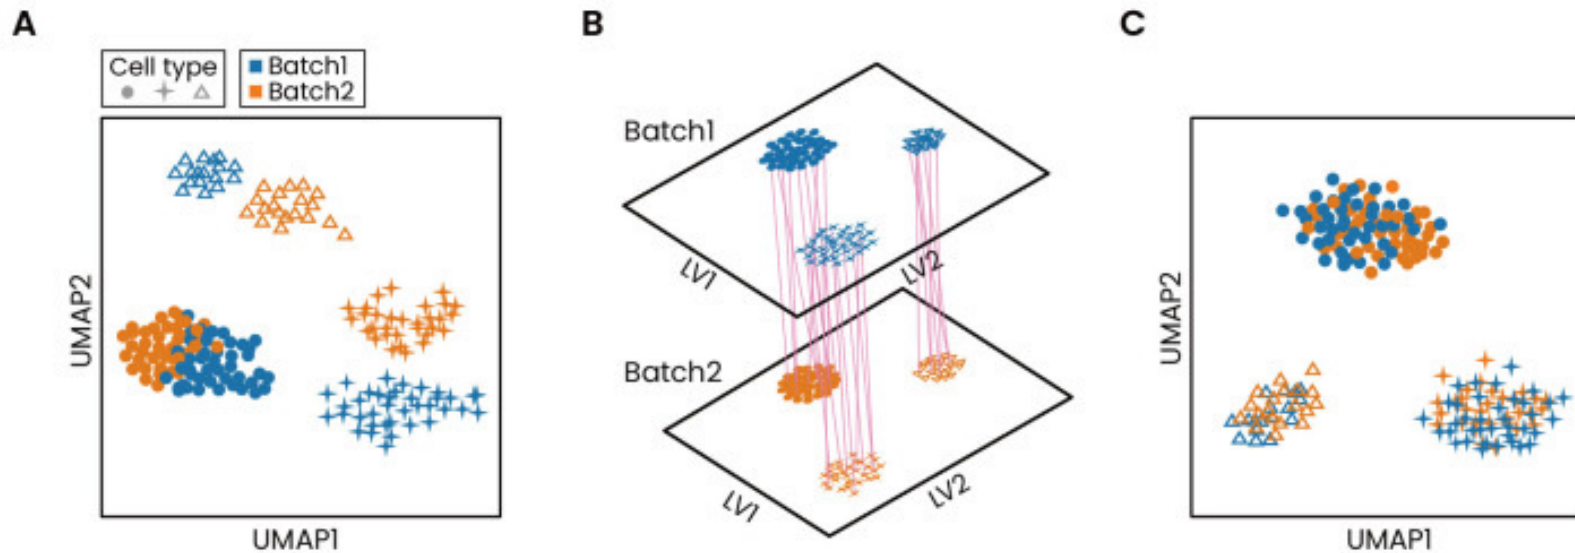 A
B
C
Cell type
Batch1
Batch2
UMAP2
UMAP1
Batch1
LV1
LV2
Batch2
LV1
LV2
UMAP2
UMAP1